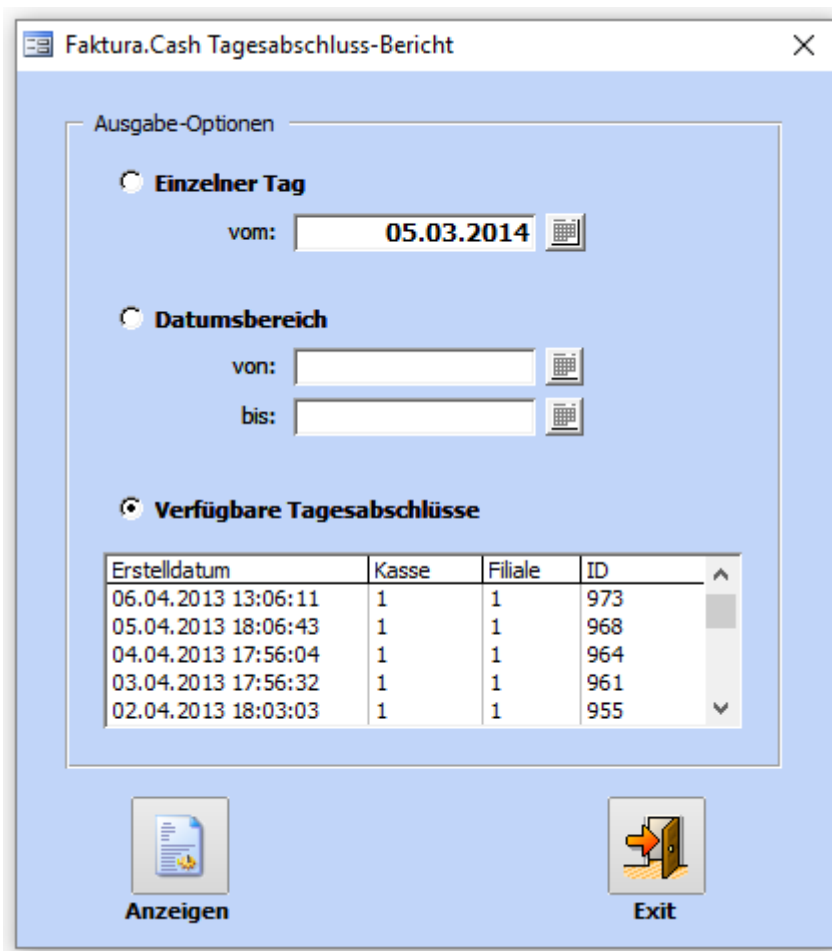 Faktura.Cash Tagesabschluss-Bericht
Ausgabe-Optionen
Einzelner Tag
vom: 05.03.2014
Datumsbereich
von:
bis:
Verfügbare Tagesabschlüsse
Erstelldatum Kasse Filiale ID
06.04.2013 13:06:11 1 1 973
05.04.2013 18:06:43 1 1 968
04.04.2013 17:56:04 1 1 964
03.04.2013 17:56:32 1 1 961
02.04.2013 18:03:03 1 1 955
Anzeigen Exit